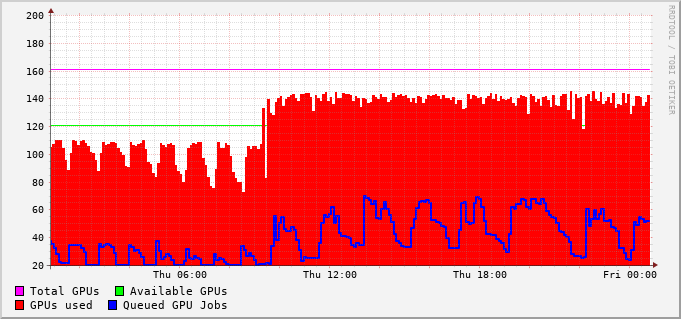 200
180
160
140
120
100
80
60
40
20
Thu 06:00 Thu 12:00 Thu 18:00 Fri 00:00
Total GPUs Available GPUs
GPUs used Queued GPU Jobs
RRDTOOL / TOBI OETIKER